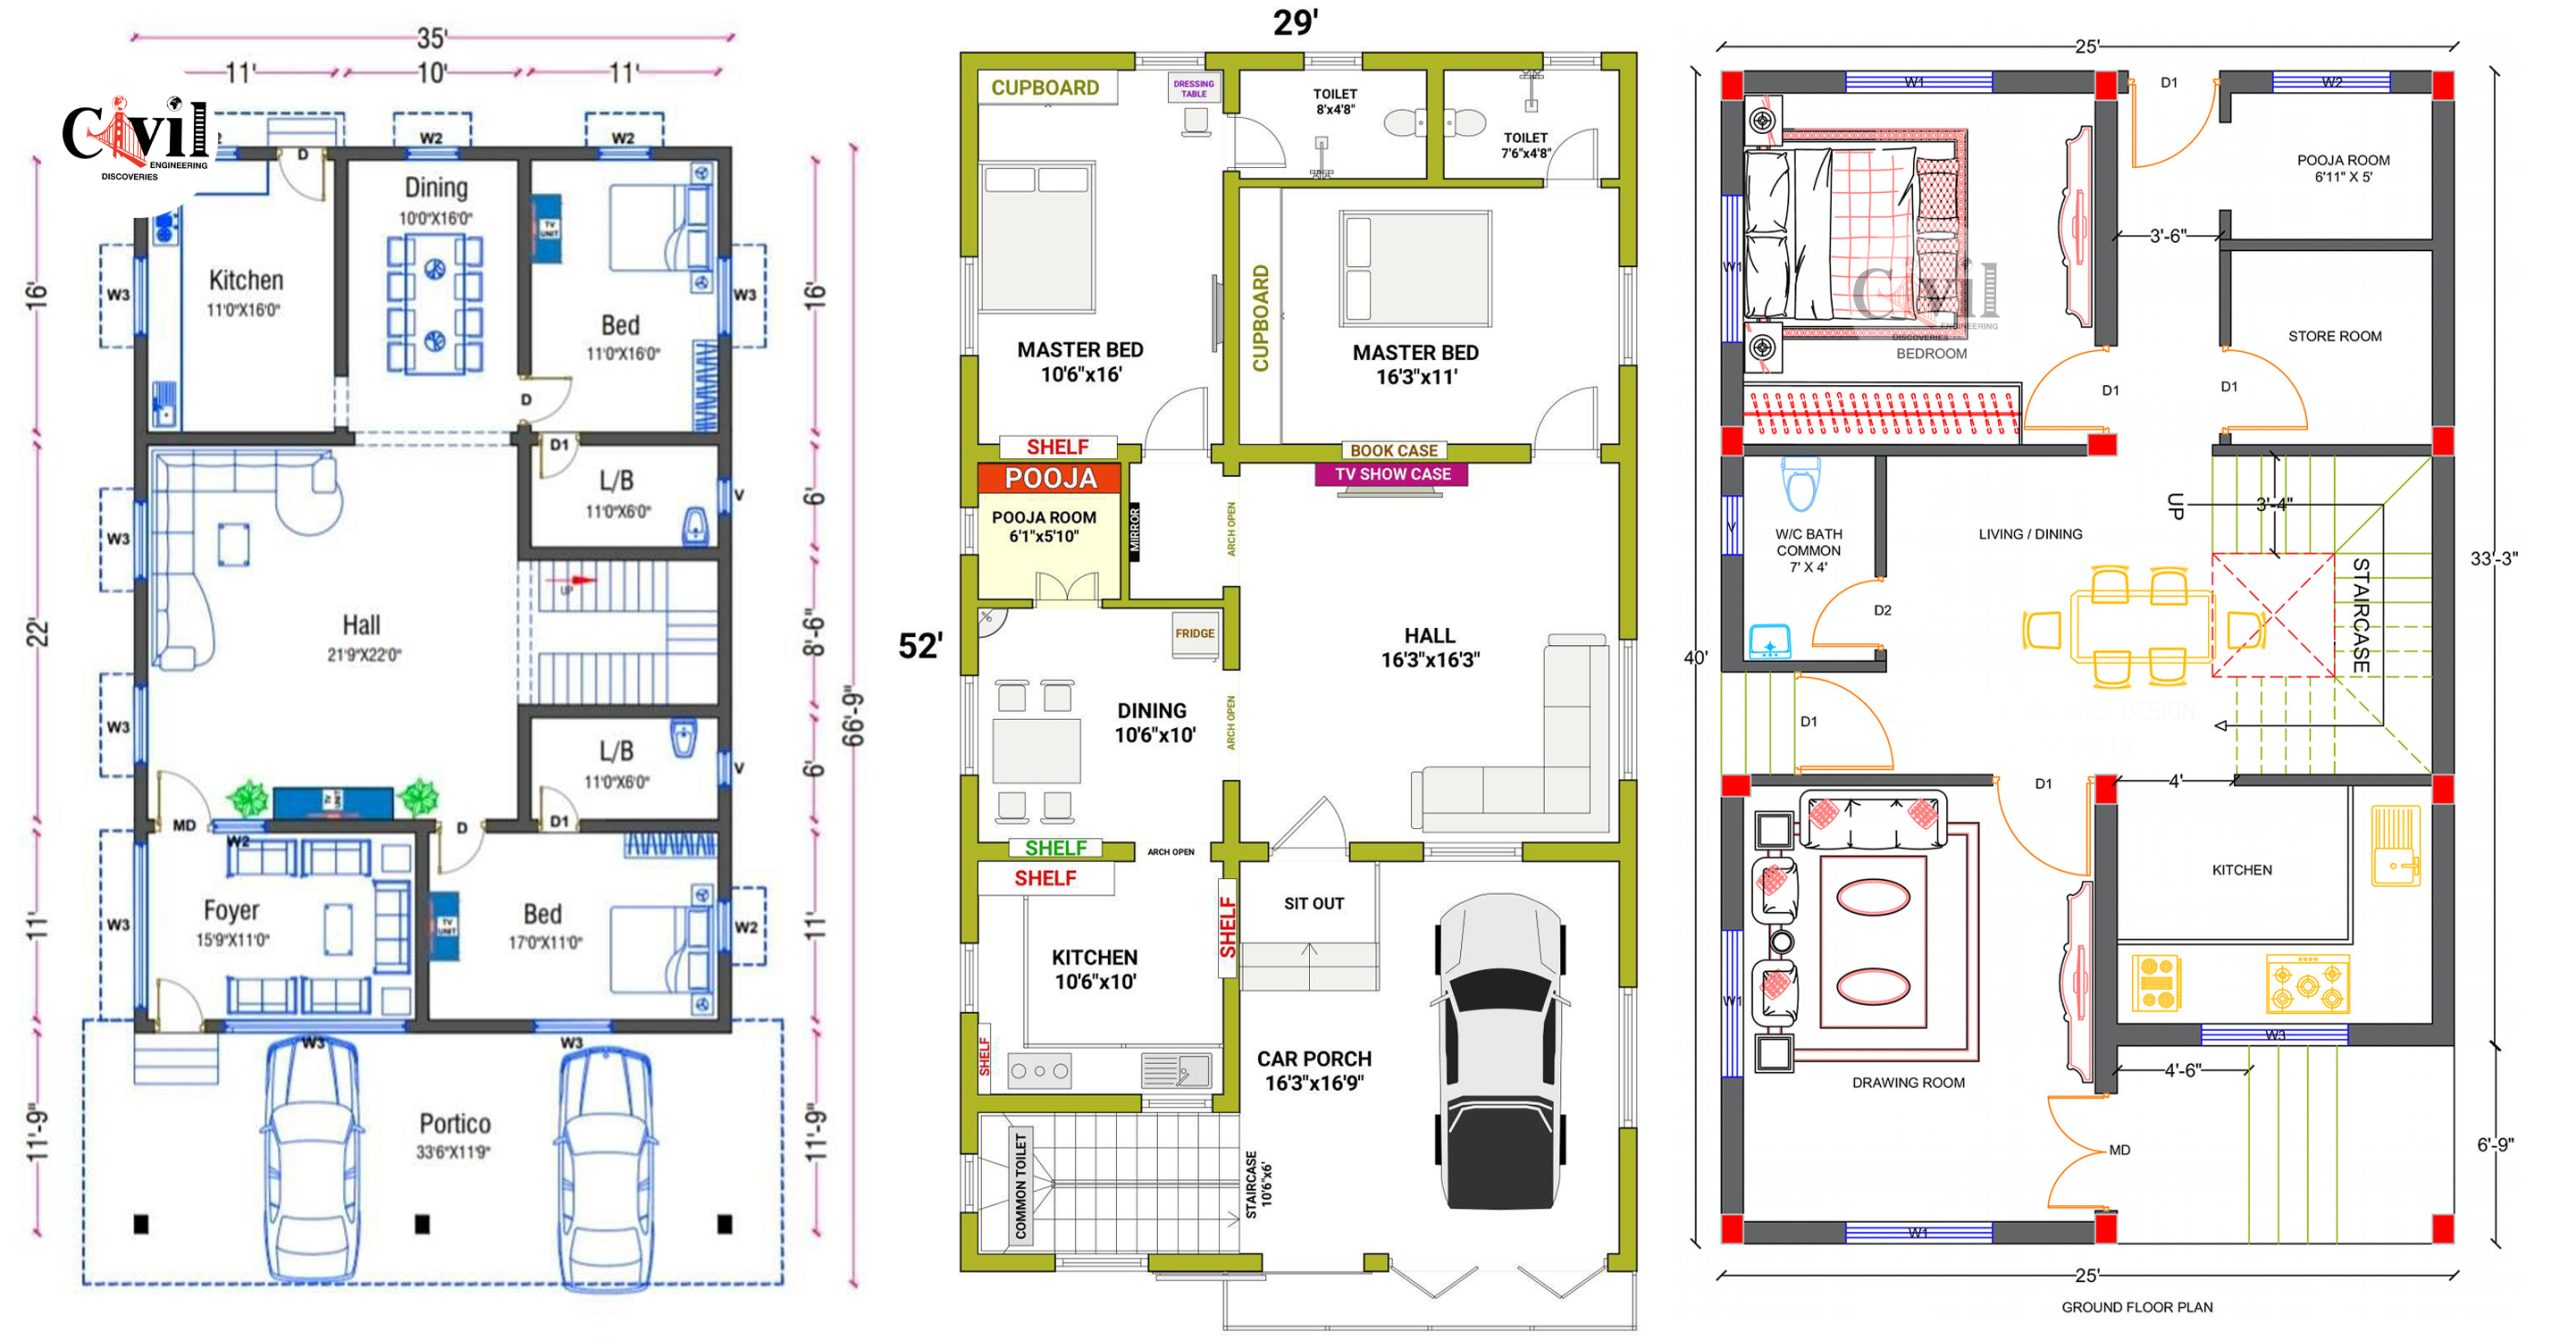 35'
11'
10'
11'
Civil
ENGINEERING
DISCOVERIES
D
W2
W2
Dining
10'0"X16'0"
TV
UNIT
Kitchen
11'0"X16'0"
Bed
11'0"X16'0"
W3
W3
16'
16'
D
D1
L/B
11'0"X6'0"
V
6'
W3
UP
Hall
21'9"X22'0"
22'
8'-6"
66'-9"
W3
L/B
11'0"X6'0"
V
6'
TV
UNIT
MD
W2
D
D1
Foyer
15'9"X11'0"
TV
UNIT
Bed
17'0"X11'0"
W3
W2
11'
11'
W3
W3
Portico
33'6"X11'9"
11'-9"
11'-9"
29'
52'
CUPBOARD
DRESSING
TABLE
TOILET
8'x4'8"
TOILET
7'6"x4'8"
MASTER BED
10'6"x16'
CUPBOARD
MASTER BED
16'3"x11'
SHELF
BOOK CASE
POOJA
TV SHOW CASE
POOJA ROOM
6'1"x5'10"
MIRROR
ARCH OPEN
FRIDGE
HALL
16'3"x16'3"
DINING
10'6"x10'
ARCH OPEN
SHELF
ARCH OPEN
SHELF
SHELF
SIT OUT
KITCHEN
10'6"x10'
SHELF
CAR PORCH
16'3"x16'9"
COMMON TOILET
STAIRCASE
10'6"x6'
25'
W1
D1
W2
POOJA ROOM
6'11" X 5'
3'-6"
W1
Civil
ENGINEERING
DISCOVERIES
BEDROOM
STORE ROOM
D1
D1
UP
3'-4"
V
W/C BATH
COMMON
7' X 4'
LIVING / DINING
STAIRCASE
33'-3"
D2
40'
D1
D1
4'
KITCHEN
W1
W3
4'-6"
DRAWING ROOM
MD
6'-9"
W1
25'
GROUND FLOOR PLAN